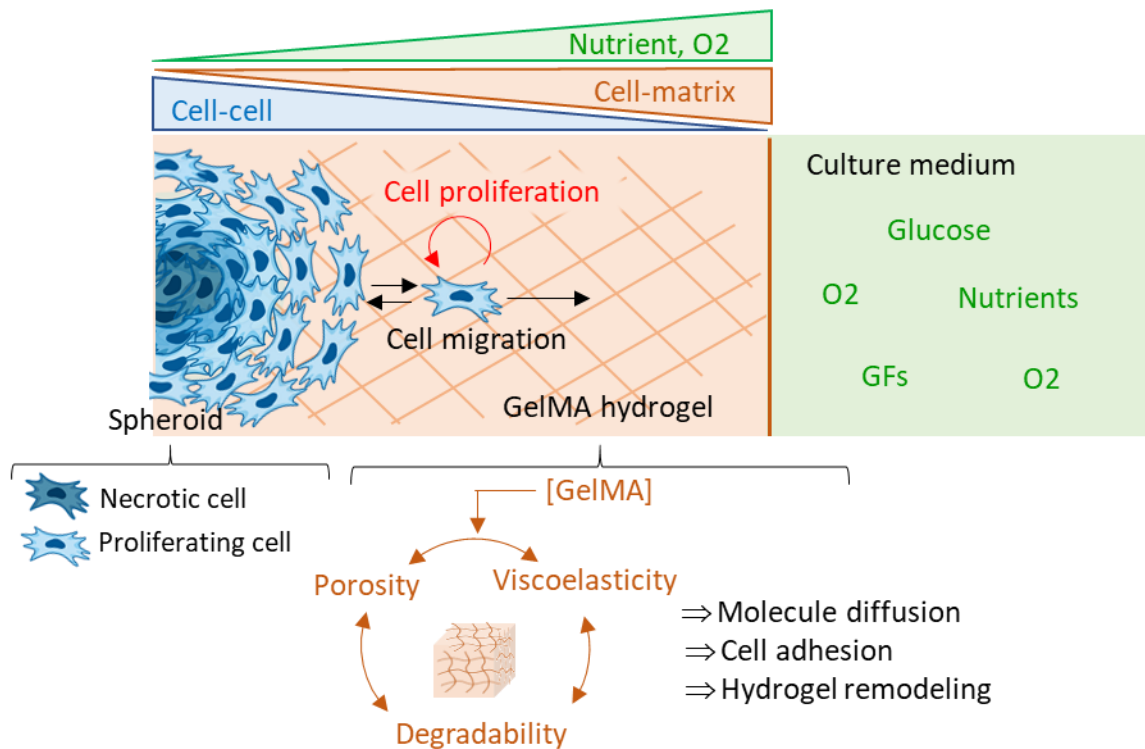 Nutrient, O2
Cell-matrix
Cell-cell
Culture medium
Cell proliferation
Glucose
O2
Nutrients
Cell migration
GFs
O2
GelMA hydrogel
Spheroid
[GelMA]
Necrotic cell
Proliferating cell
Porosity
Viscoelasticity
⇒ Molecule diffusion
⇒ Cell adhesion
⇒ Hydrogel remodeling
Degradability